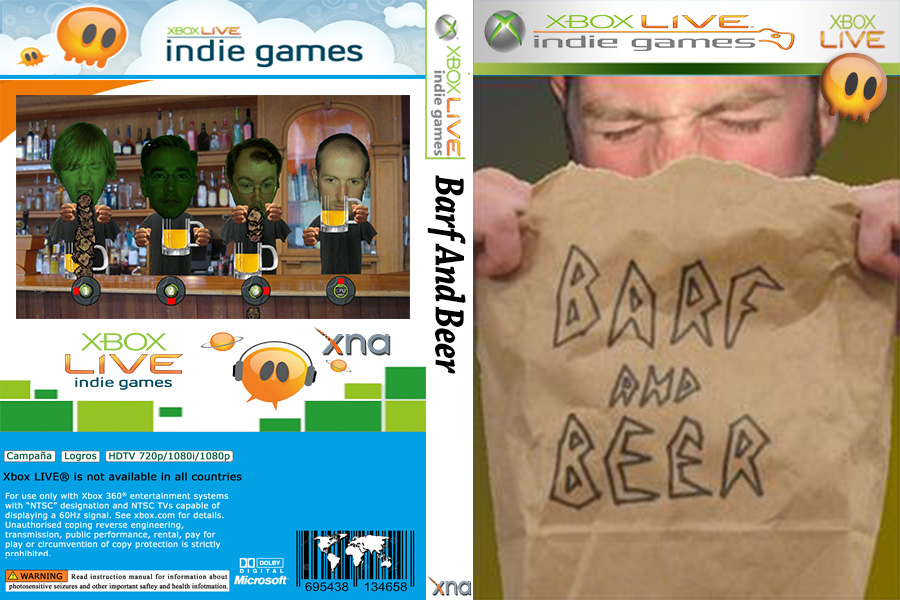 XBOX LIVE
indie games
1
2
3
CPU
XBOX
LIVE
indie games
xna
Campaña
Logros
HDTV 720p/1080i/1080p
Xbox LIVE® is not available in all countries
For use only with Xbox 360® entertainment systems
with "NTSC" designation and NTSC TVs capable of
displaying a 60Hz signal. See xbox.com for details.
Unauthorised coping reverse engineering,
transmission, public performance, rental, pay for
play or circumvention of copy protection is strictly
prohibited.
WARNING Read instruction manual for information about
photosensitive seizures and other important saftey and health infotmation.
DOLBY
DIGITAL
Microsoft
695438 134658
XBOX LIVE
indie games
Barf And Beer
xna
XBOX LIVE
indie games
XBOX
LIVE
BARF
AND
BEER